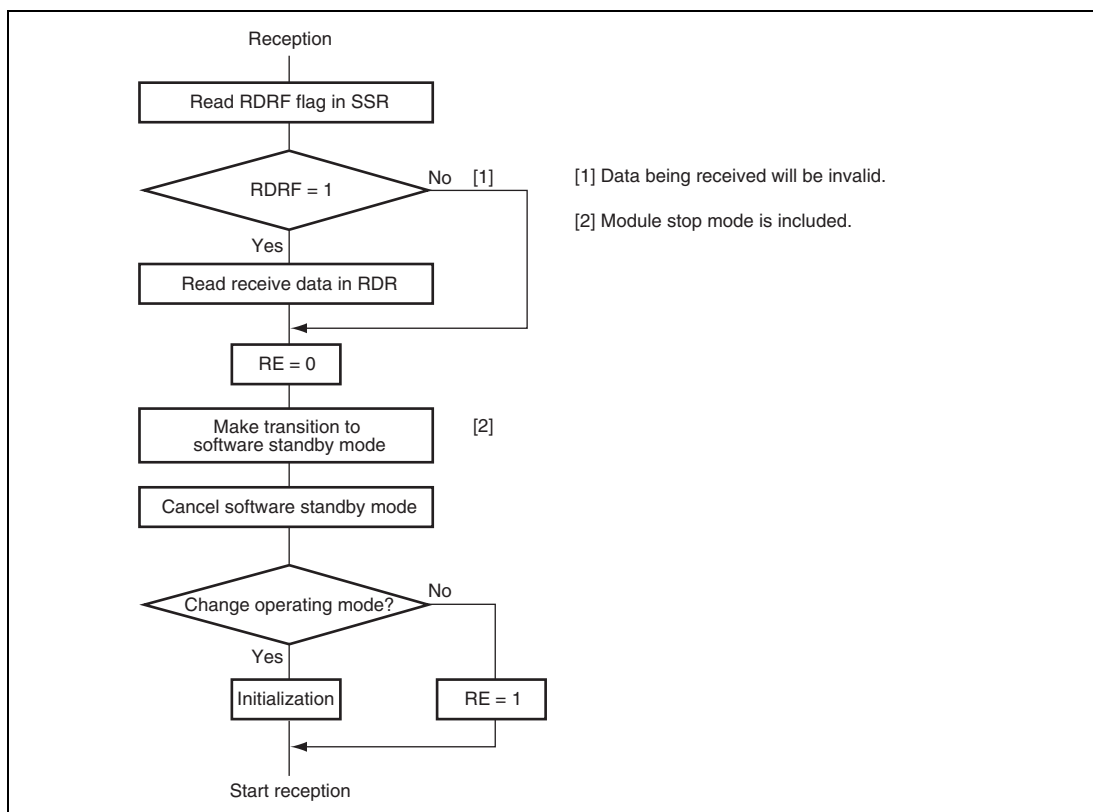 Reception
Read RDRF flag in SSR
RDRF = 1
No [1]
[1] Data being received will be invalid.
[2] Module stop mode is included.
Yes
Read receive data in RDR
RE = 0
Make transition to
software standby mode
[2]
Cancel software standby mode
Change operating mode?
No
Yes
Initialization
RE = 1
Start reception